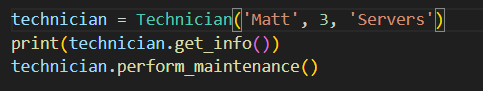 technician = Technician('Matt', 3, 'Servers')
print(technician.get_info())
technician.perform_maintenance()